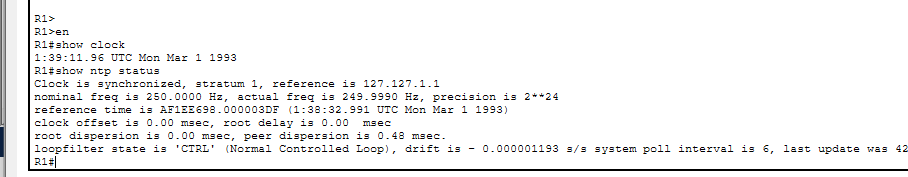 R1>
R1>en
R1#show clock
1:39:11.96 UTC Mon Mar 1 1993
R1#show ntp status
Clock is synchronized, stratum 1, reference is 127.127.1.1
nominal freq is 250.0000 Hz, actual freq is 249.9990 Hz, precision is 2**24
reference time is AF1EE698.000003DF (1:38:32.991 UTC Mon Mar 1 1993)
clock offset is 0.00 msec, root delay is 0.00  msec
root dispersion is 0.00 msec, peer dispersion is 0.48 msec.
loopfilter state is 'CTRL' (Normal Controlled Loop), drift is - 0.000001193 s/s system poll interval is 6, last update was 42
R1#